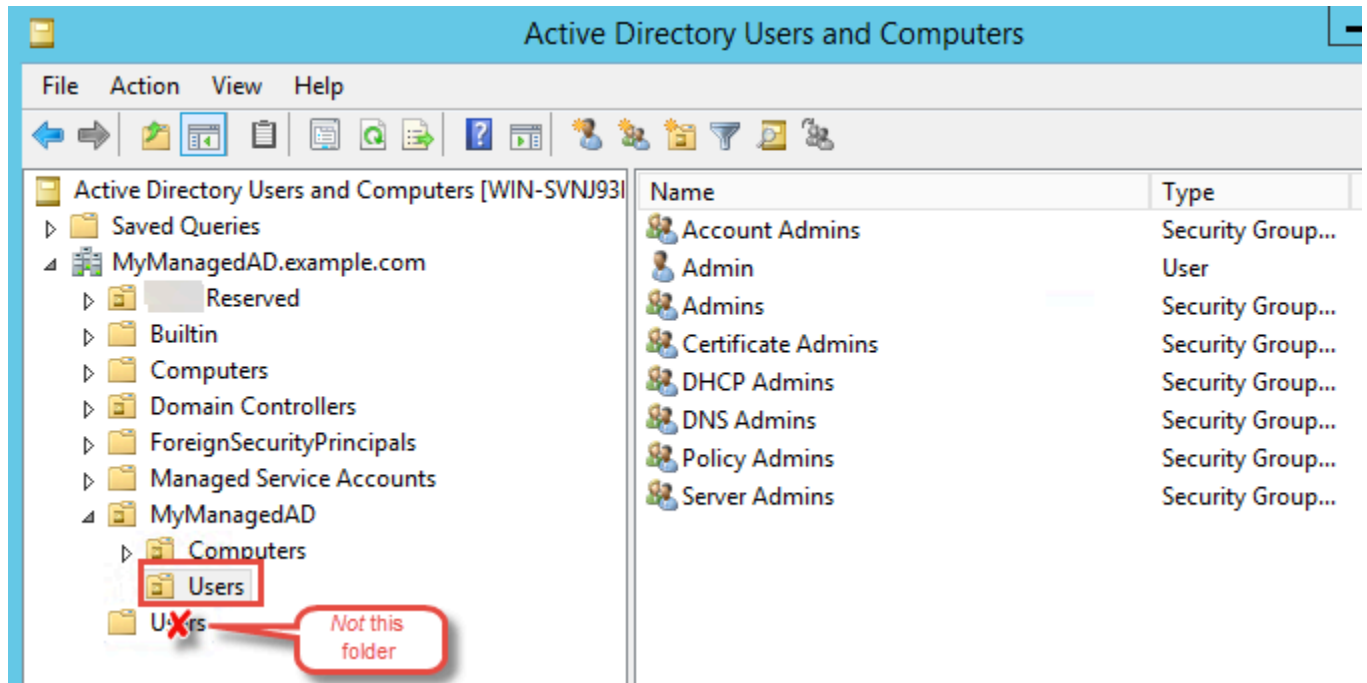 Active Directory Users and Computers
File Action View Help
Active Directory Users and Computers [WIN-SVNJ93I
Saved Queries
MyManagedAD.example.com
Reserved
Builtin
Computers
Domain Controllers
ForeignSecurityPrincipals
Managed Service Accounts
MyManagedAD
Computers
Users
Users
Not this
folder
Name Type
Account Admins Security Group...
Admin User
Admins Security Group...
Certificate Admins Security Group...
DHCP Admins Security Group...
DNS Admins Security Group...
Policy Admins Security Group...
Server Admins Security Group...